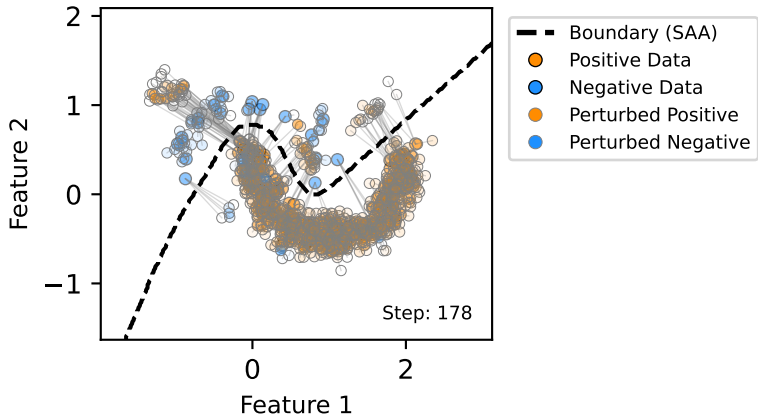 2
1
0
−1
Feature 2
0
2
Feature 1
Step: 178
Boundary (SAA)
Positive Data
Negative Data
Perturbed Positive
Perturbed Negative